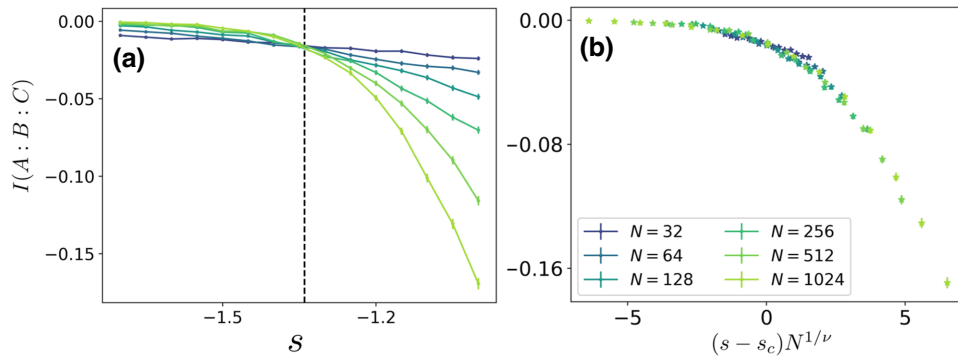 0.00
−0.05
−0.10
−0.15
I(A : B : C)
(a)
−1.5
−1.2
s
0.00
−0.08
−0.16
(b)
N = 32
N = 64
N = 128
N = 256
N = 512
N = 1024
−5
0
5
(s − s_c)N^{1/ν}